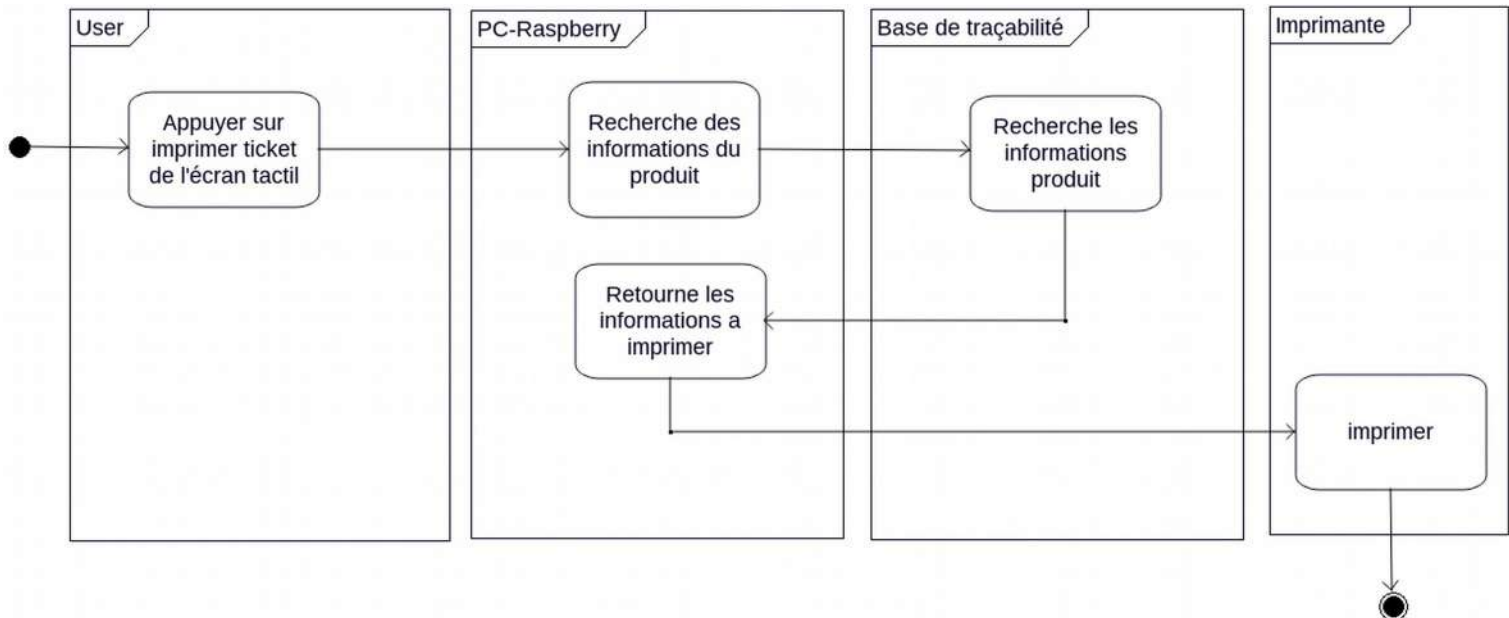 User
PC-Raspberry
Base de traçabilité
Imprimante
Appuyer sur
imprimer ticket
de l'écran tactil
Recherche des
informations du
produit
Recherche les
informations
produit
Retourne les
informations a
imprimer
imprimer